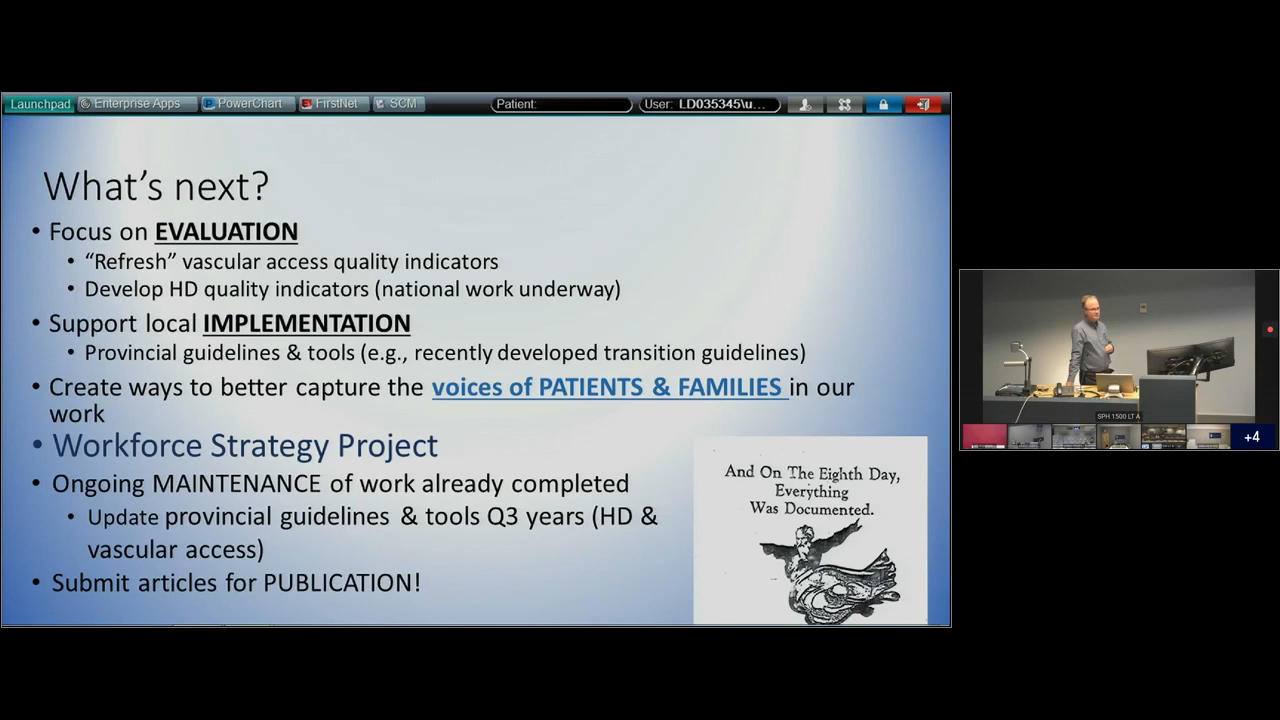 Launchpad Enterprise Apps PowerChart FirstNet SCM Patient: User: LD035345\u...
What's next?
• Focus on EVALUATION
• “Refresh” vascular access quality indicators
• Develop HD quality indicators (national work underway)
• Support local IMPLEMENTATION
• Provincial guidelines & tools (e.g., recently developed transition guidelines)
• Create ways to better capture the voices of PATIENTS & FAMILIES in our
work
• Workforce Strategy Project
• Ongoing MAINTENANCE of work already completed
• Update provincial guidelines & tools Q3 years (HD &
vascular access)
• Submit articles for PUBLICATION!
And On The Eighth Day,
Everything
Was Documented.
SPH 1500 LT A
+4